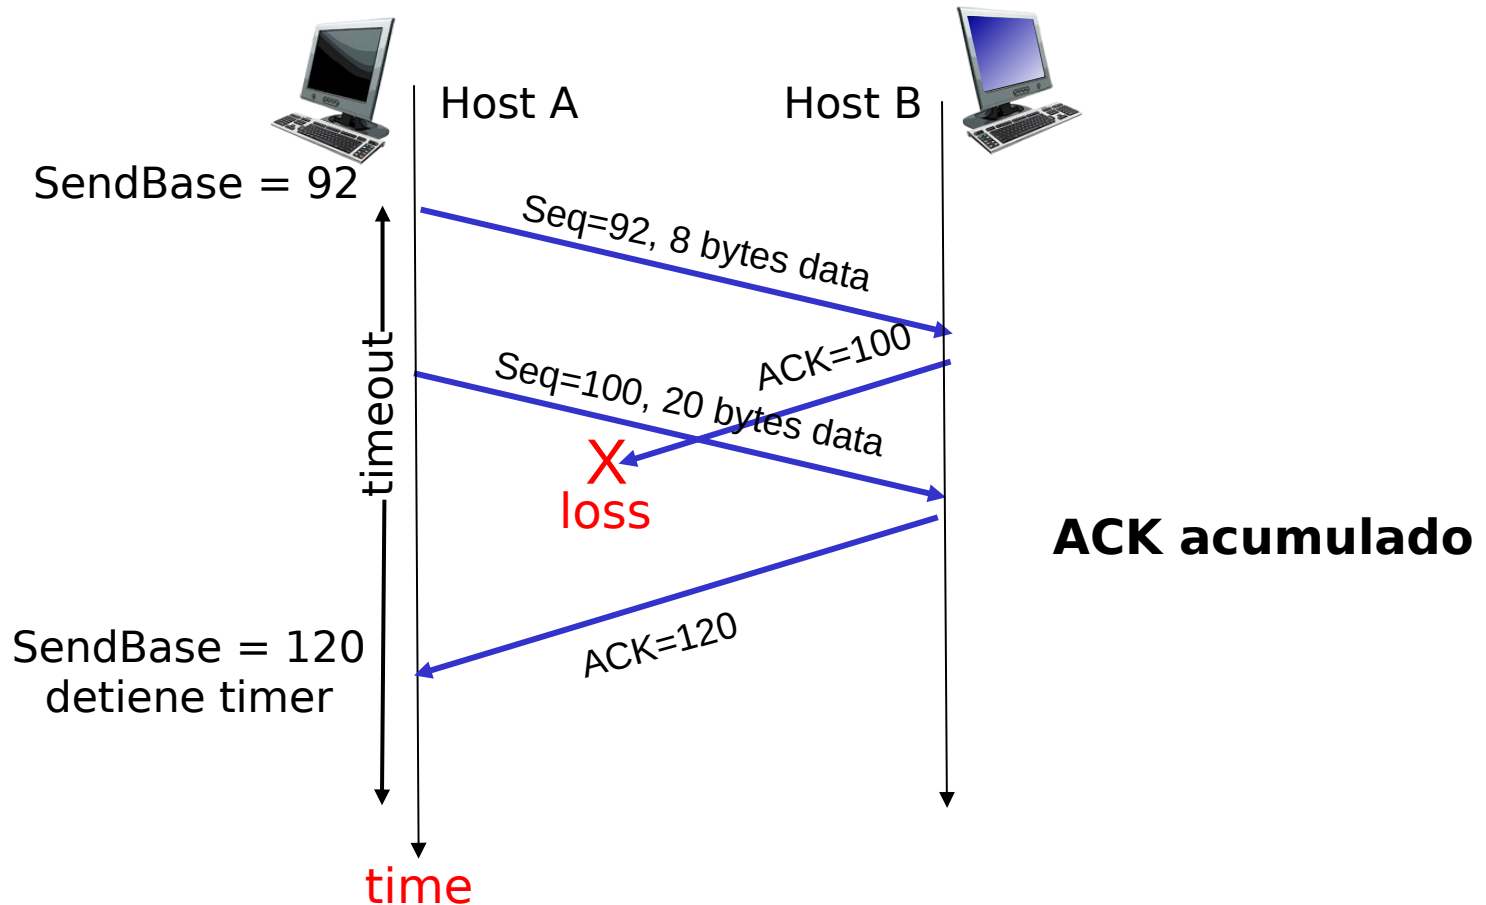 Host A
Host B
SendBase = 92
Seq=92, 8 bytes data
ACK=100
Seq=100, 20 bytes data
timeout
X
loss
ACK acumulado
ACK=120
SendBase = 120
detiene timer
time